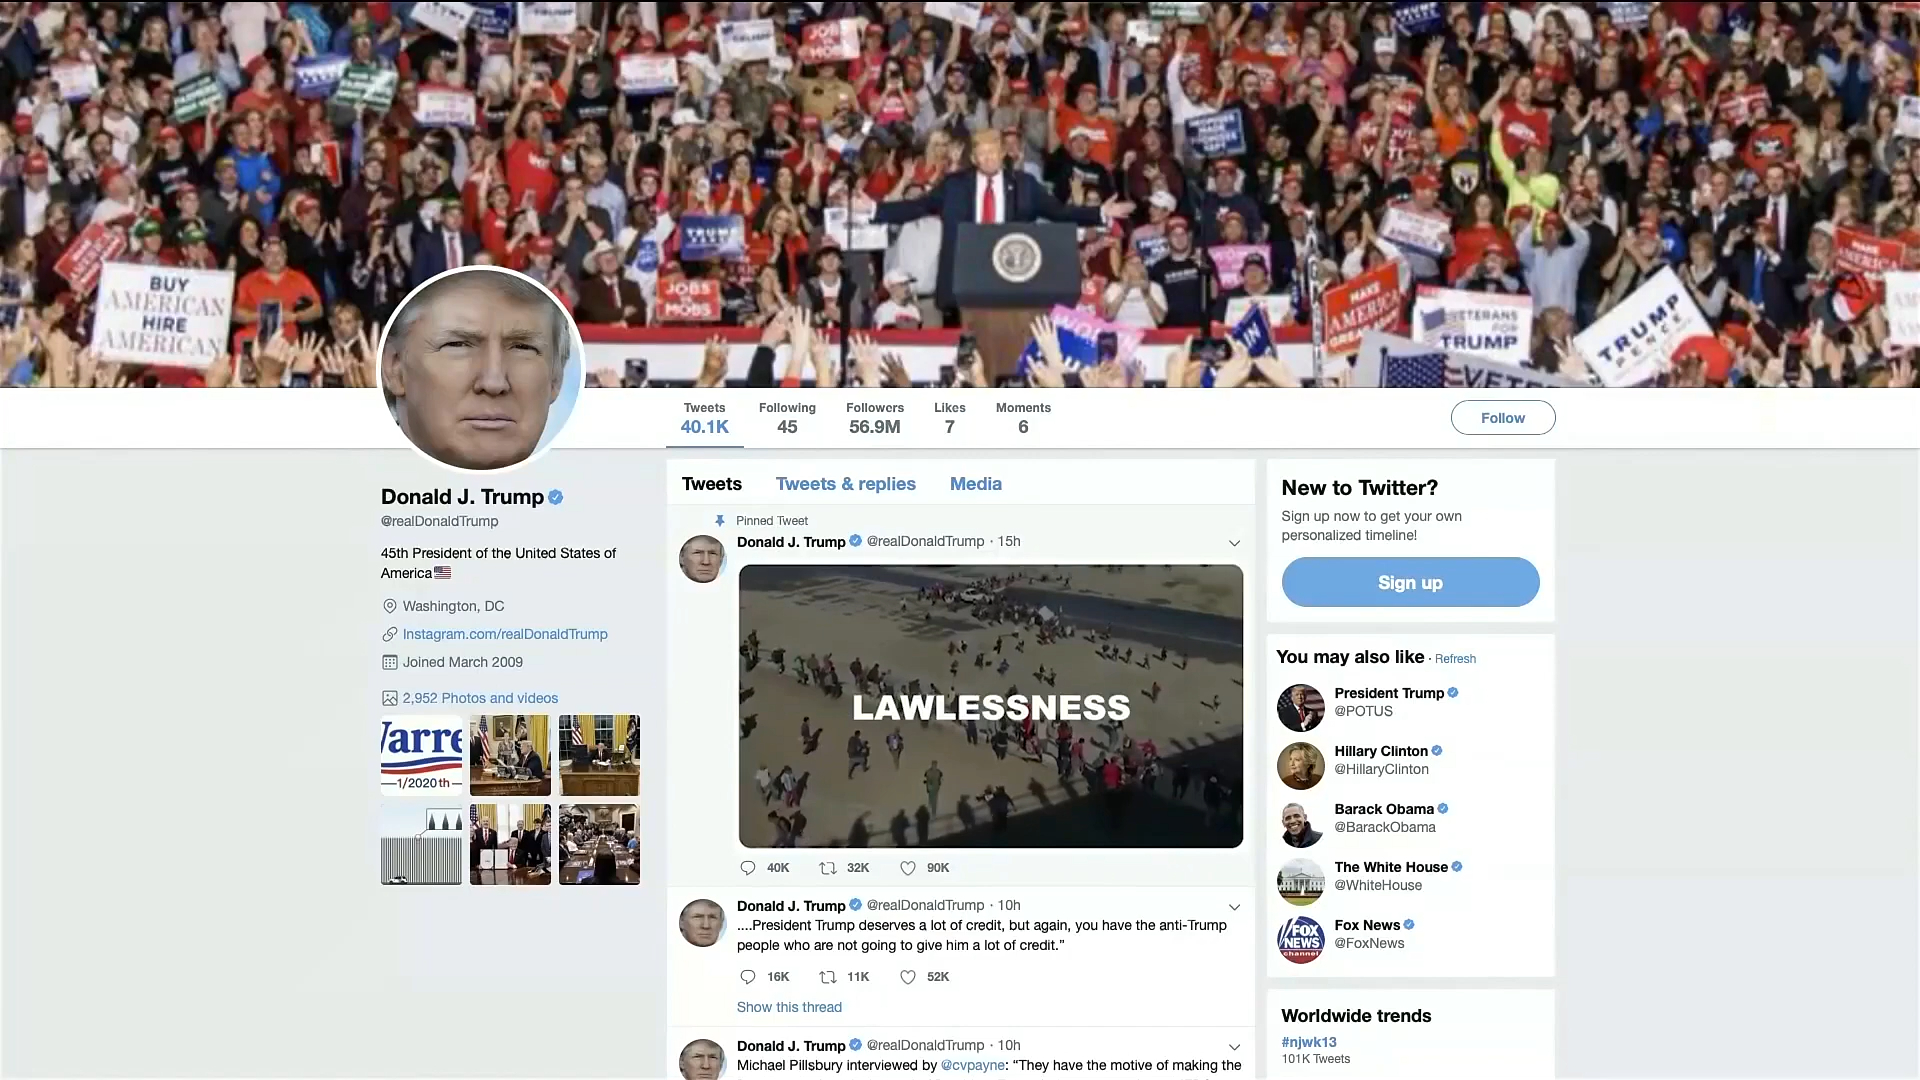 JOBS
MOBS
TRUMP
BUY
AMERICAN
HIRE
AMERICAN
JOBS
MOBS
MAKE
AMERICA
VETERANS
FOR
TRUMP
TRUMP
PENCE
Tweets
40.1K
Following
45
Followers
56.9M
Likes
7
Moments
6
Follow
Donald J. Trump
@realDonaldTrump
45th President of the United States of
America
Washington, DC
Instagram.com/realDonaldTrump
Joined March 2009
2,952 Photos and videos
1/2020th
Tweets Tweets & replies Media
Pinned Tweet
Donald J. Trump @realDonaldTrump · 15h
LAWLESSNESS
40K 32K 90K
Donald J. Trump @realDonaldTrump · 10h
....President Trump deserves a lot of credit, but again, you have the anti-Trump
people who are not going to give him a lot of credit.”
16K 11K 52K
Show this thread
Donald J. Trump @realDonaldTrump · 10h
Michael Pillsbury interviewed by @cvpayne: “They have the motive of making the
New to Twitter?
Sign up now to get your own
personalized timeline!
Sign up
You may also like · Refresh
President Trump
@POTUS
Hillary Clinton
@HillaryClinton
Barack Obama
@BarackObama
The White House
@WhiteHouse
FOX
NEWS
channel
Fox News
@FoxNews
Worldwide trends
#njwk13
101K Tweets